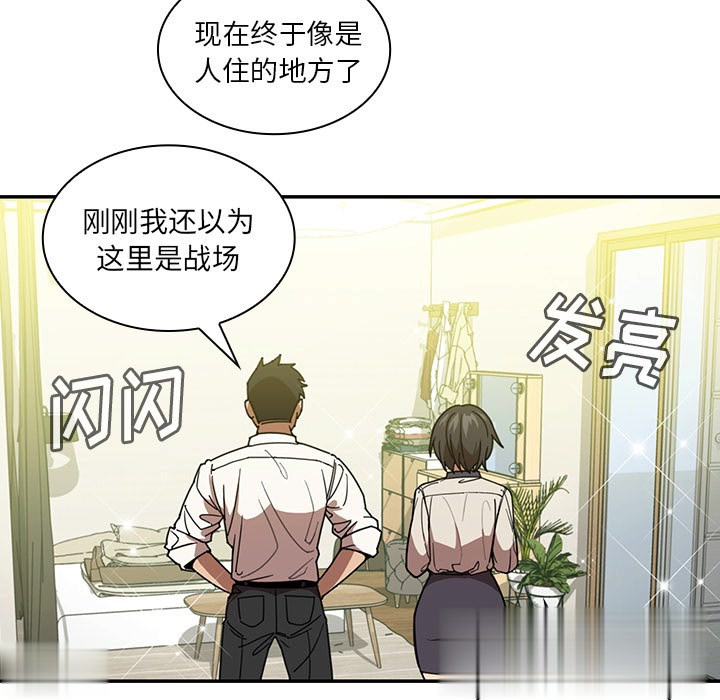 现在终于像是
人住的地方了
刚刚我还以为
这里是战场
发亮
闪闪